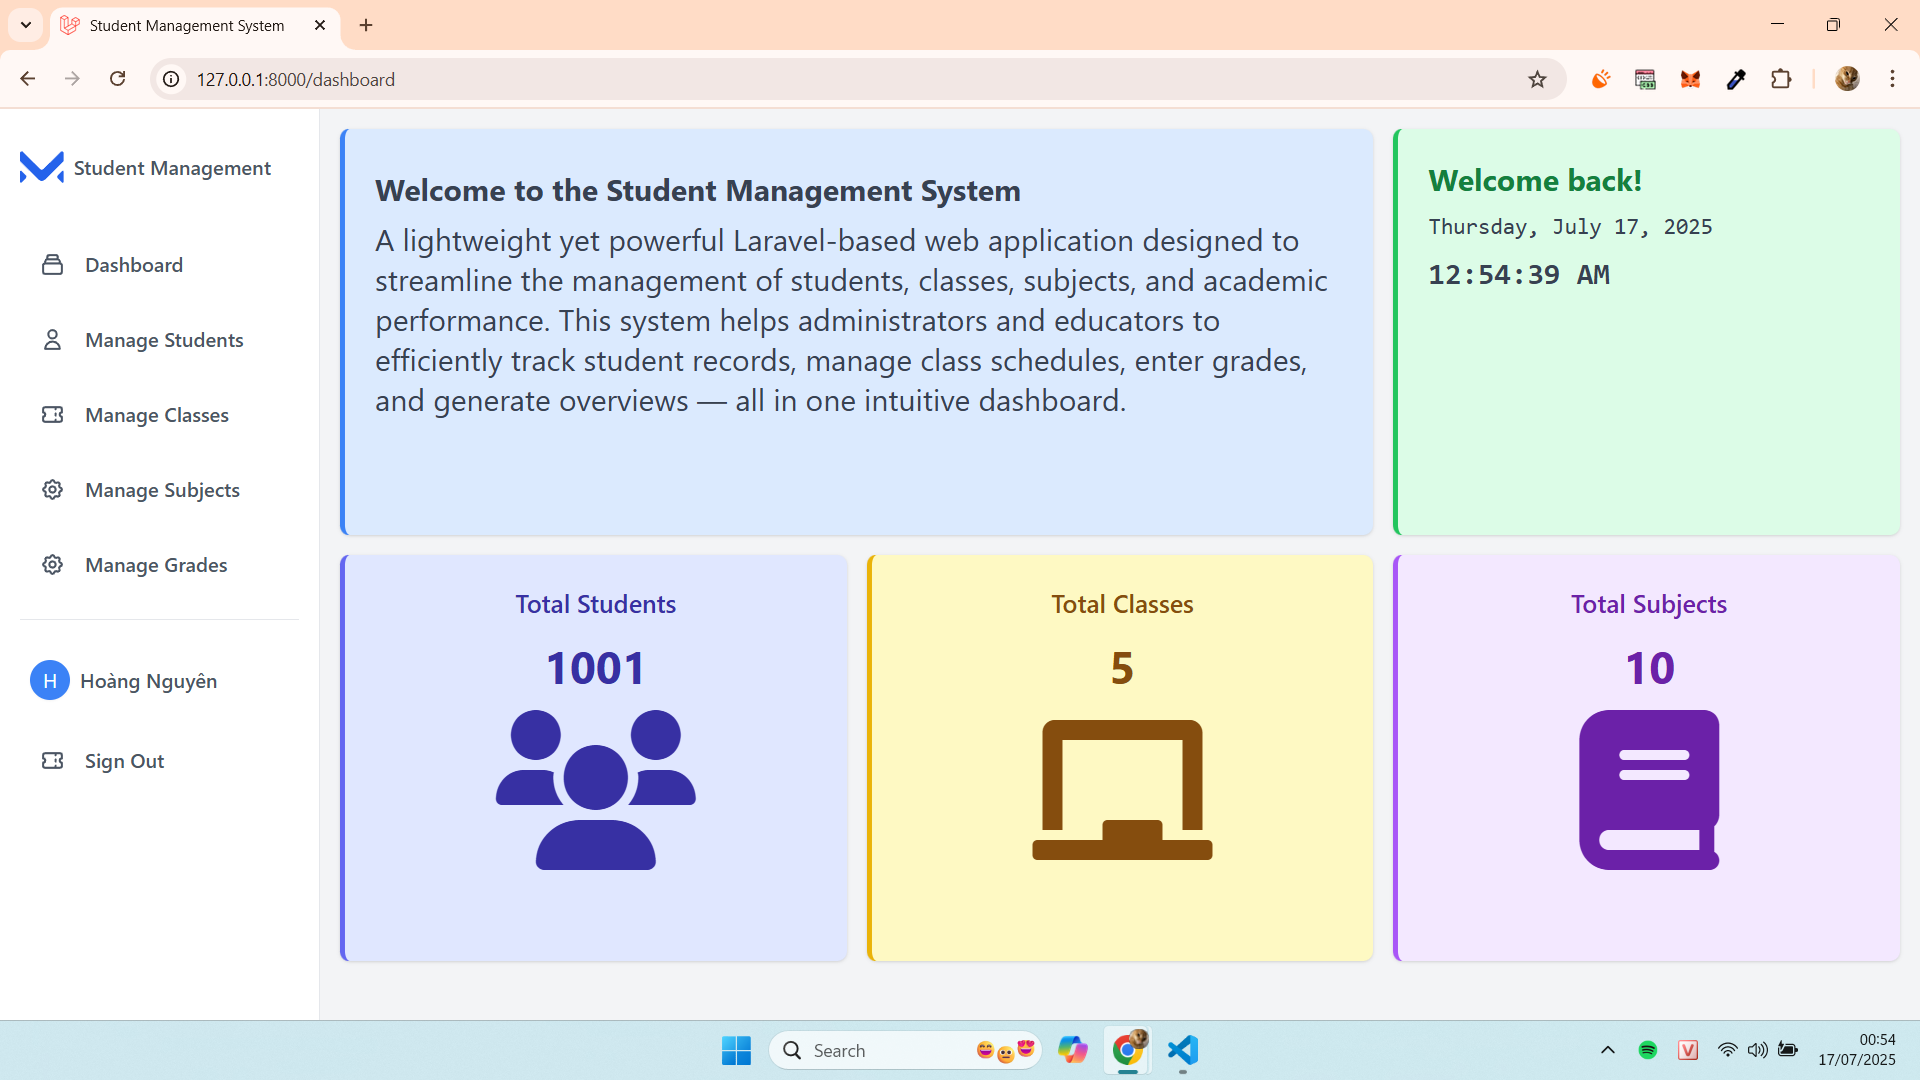 Student Management System
127.0.0.1:8000/dashboard
Student Management
Dashboard
Manage Students
Manage Classes
Manage Subjects
Manage Grades
H
Hoàng Nguyên
Sign Out
Welcome to the Student Management System
A lightweight yet powerful Laravel-based web application designed to
streamline the management of students, classes, subjects, and academic
performance. This system helps administrators and educators to
efficiently track student records, manage class schedules, enter grades,
and generate overviews — all in one intuitive dashboard.
Welcome back!
Thursday, July 17, 2025
12:54:39 AM
Total Students
1001
Total Classes
5
Total Subjects
10
Search
V
00:54
17/07/2025